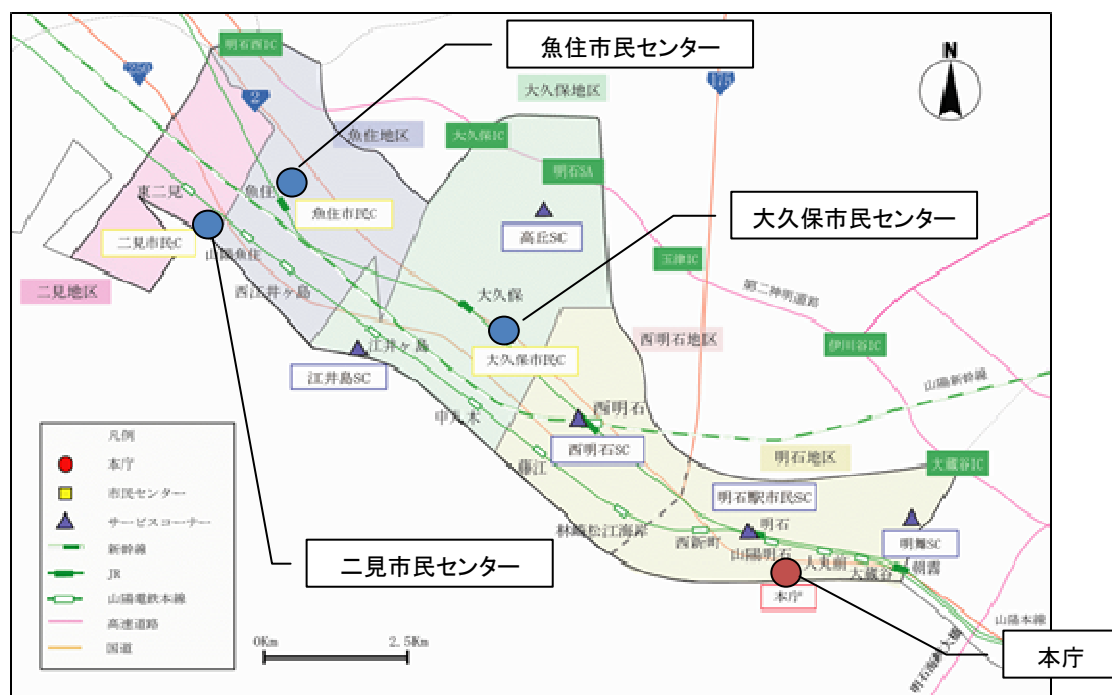 魚住市民センター
N
明石西IC
250
2
175
大久保地区
魚住地区
大久保IC
明石SA
東二見
魚住
魚住市民C
高丘SC
大久保市民センター
二見市民C
山陽魚住
玉津IC
第二神明道路
二見地区
西江井ヶ島
大久保
西明石地区
伊川谷IC
江井ヶ島
大久保市民C
江井島SC
山陽新幹線
中八木
西明石
西明石SC
明石地区
大蔵谷IC
藤江
明石駅市民SC
林崎松江海岸
西新町
明石
山陽明石
人丸前
大蔵谷
朝霧
明舞SC
本庁
凡例
本庁
市民センター
サービスコーナー
新幹線
JR
山陽電鉄本線
高速道路
国道
二見市民センター
0Km
2.5Km
山陽本線
明石海峡大橋
本庁